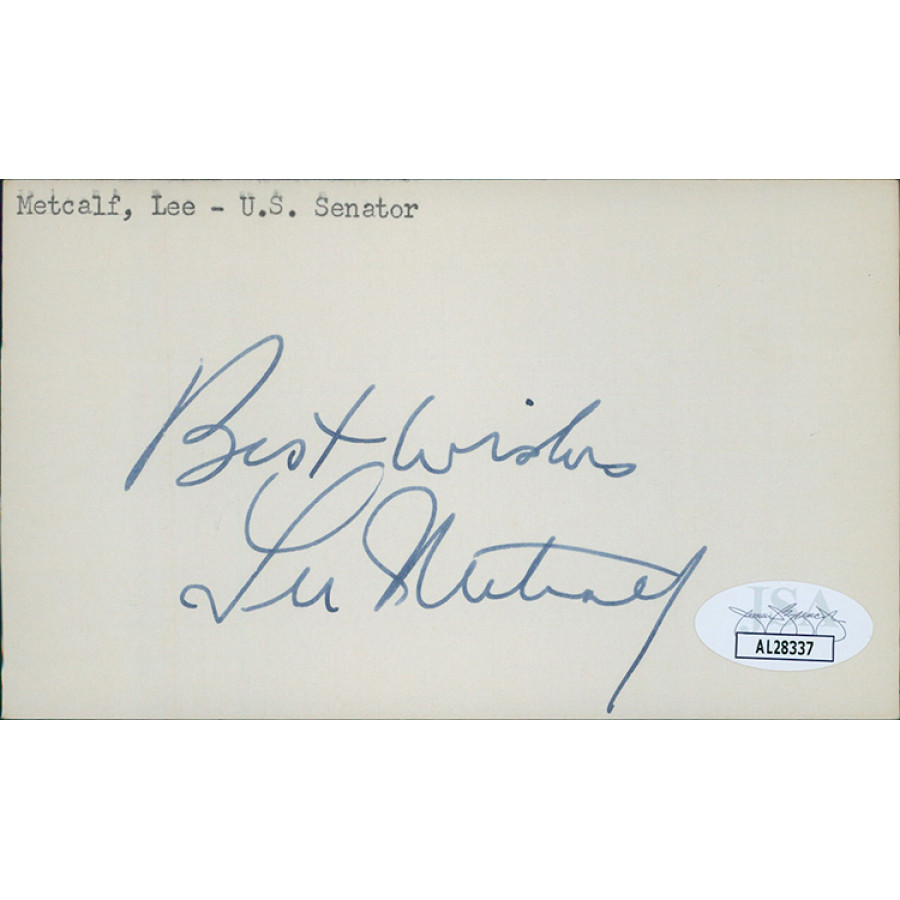 Metcalf, Lee - U.S. Senator
Best Wishes
Lee Metcalf
JSA
AL28337